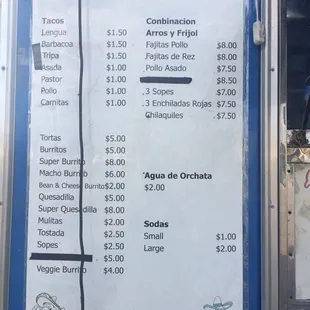 Tacos
Lengua $1.50
Barbacoa $1.50
Tripa $1.50
Asada $1.00
Pastor $1.00
Pollo $1.00
Carnitas $1.00
Tortas $5.00
Burritos $5.00
Super Burrito $8.00
Macho Burrito $6.00
Bean & Cheese Burrito $2.00
Quesadilla $5.00
Super Quesadilla $8.00
Mulitas $2.00
Tostada $2.50
Sopes $2.50
$5.00
Veggie Burrito $4.00
Conbinacion
Arros y Frijol
Fajitas Pollo $8.00
Fajitas de Rez $8.00
Pollo Asado $7.50
$8.50
3 Sopes $7.00
3 Enchiladas Rojas $7.50
Chilaquiles $7.50
Agua de Orchata
$2.00
Sodas
Small $1.00
Large $2.00